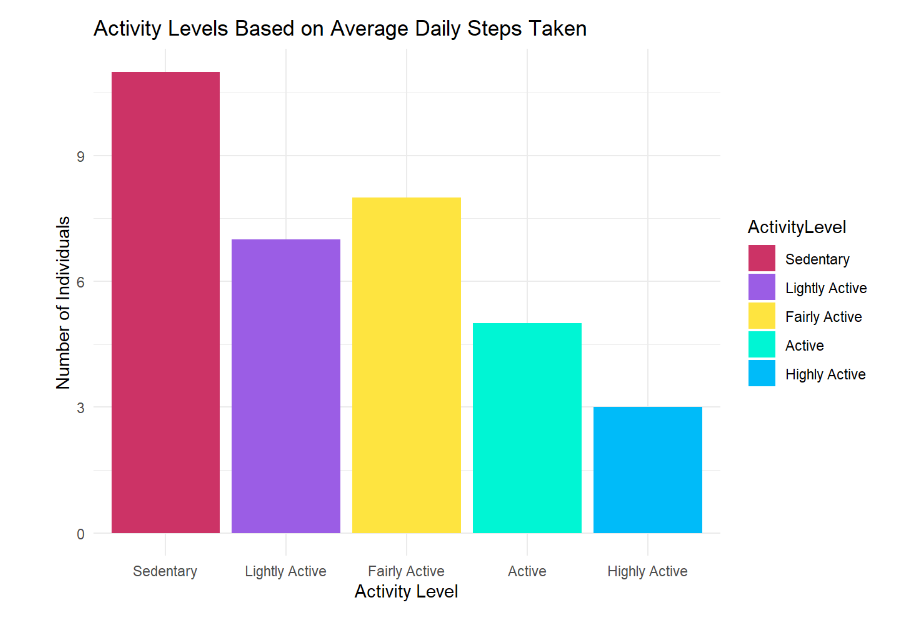 Activity Levels Based on Average Daily Steps Taken
Number of Individuals
9
6
3
0
Sedentary
Lightly Active
Fairly Active
Active
Highly Active
Activity Level
ActivityLevel
Sedentary
Lightly Active
Fairly Active
Active
Highly Active